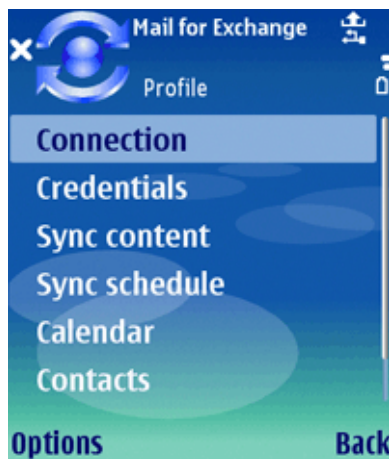 Mail for Exchange
Profile
Connection
Credentials
Sync content
Sync schedule
Calendar
Contacts
Options
Back